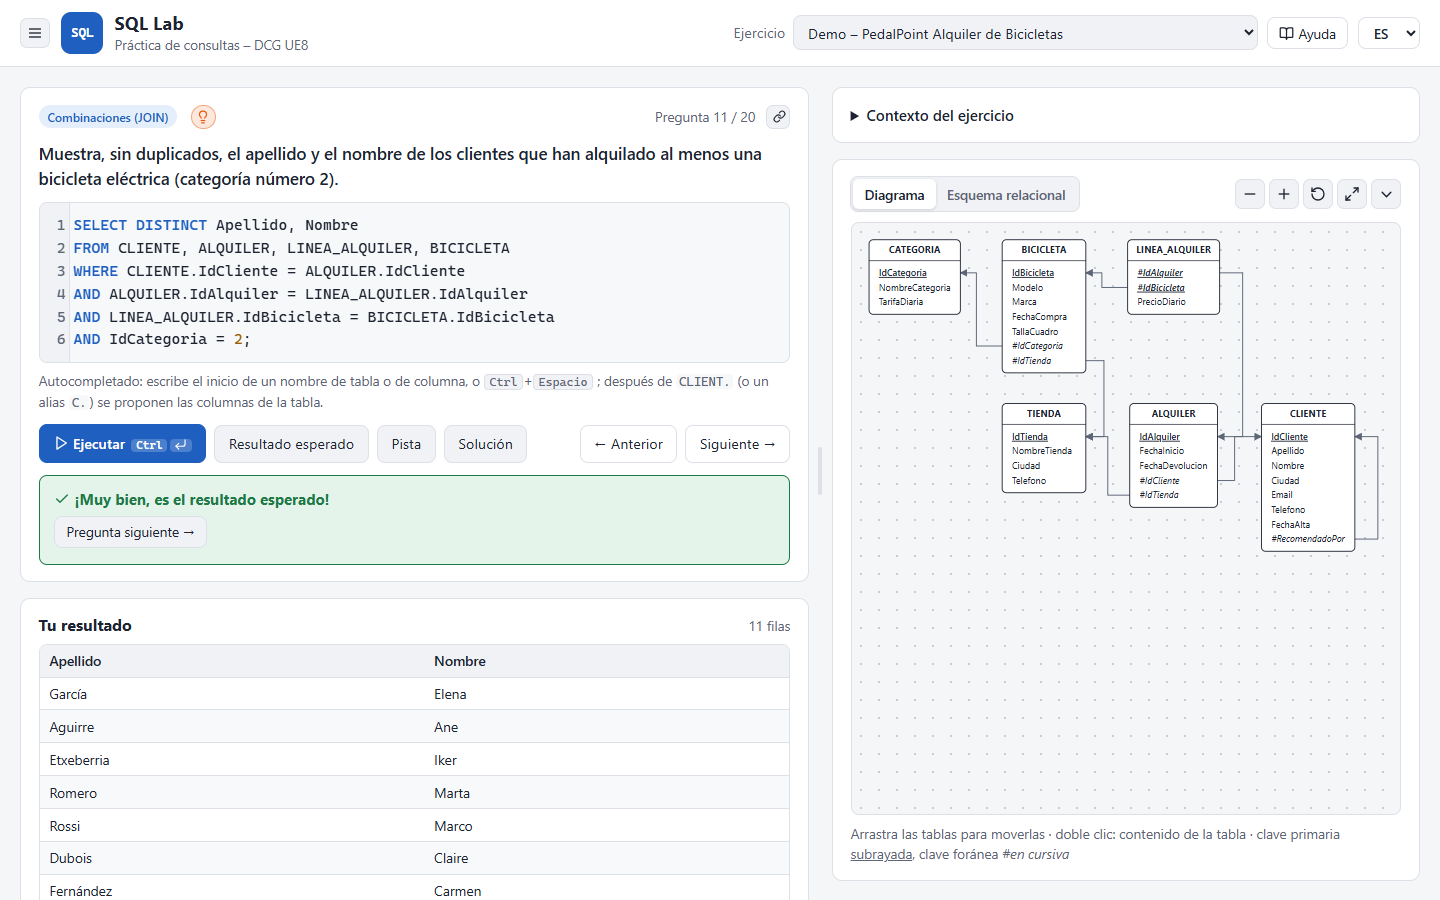 SQL
SQL Lab
Práctica de consultas – DCG UE8
Ejercicio
Demo – PedalPoint Alquiler de Bicicletas
Ayuda
ES
Combinaciones (JOIN)
Pregunta 11 / 20
Muestra, sin duplicados, el apellido y el nombre de los clientes que han alquilado al menos una
bicicleta eléctrica (categoría número 2).
1 SELECT DISTINCT Apellido, Nombre
2 FROM CLIENTE, ALQUILER, LINEA_ALQUILER, BICICLETA
3 WHERE CLIENTE.IdCliente = ALQUILER.IdCliente
4 AND ALQUILER.IdAlquiler = LINEA_ALQUILER.IdAlquiler
5 AND LINEA_ALQUILER.IdBicicleta = BICICLETA.IdBicicleta
6 AND IdCategoria = 2;
Autocompletado: escribe el inicio de un nombre de tabla o de columna, o Ctrl+Espacio ; después de CLIENT. (o un
alias C. ) se proponen las columnas de la tabla.
Ejecutar Ctrl ↵
Resultado esperado
Pista
Solución
← Anterior
Siguiente →
✓ ¡Muy bien, es el resultado esperado!
Pregunta siguiente →
Tu resultado
11 filas
Apellido Nombre
García Elena
Aguirre Ane
Etxeberria Iker
Romero Marta
Rossi Marco
Dubois Claire
Fernández Carmen
▶ Contexto del ejercicio
Diagrama
Esquema relacional
CATEGORIA
IdCategoria
NombreCategoria
TarifaDiaria
BICICLETA
IdBicicleta
Modelo
Marca
FechaCompra
TallaCuadro
#IdCategoria
#IdTienda
LINEA_ALQUILER
#IdAlquiler
#IdBicicleta
PrecioDiario
TIENDA
IdTienda
NombreTienda
Ciudad
Telefono
ALQUILER
IdAlquiler
FechaInicio
FechaDevolucion
#IdCliente
#IdTienda
CLIENTE
IdCliente
Apellido
Nombre
Ciudad
Email
Telefono
FechaAlta
#RecomendadoPor
Arrastra las tablas para moverlas · doble clic: contenido de la tabla · clave primaria
subrayada, clave foránea #en cursiva